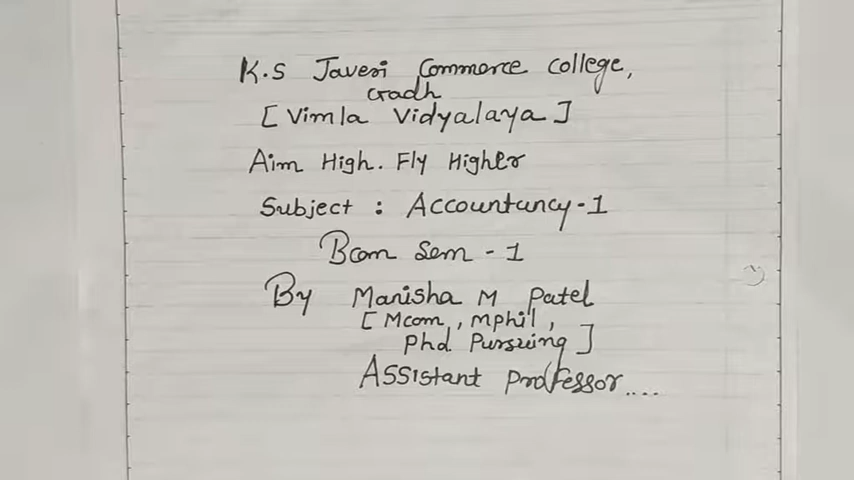 K.S Javeri Commerce College,
Gradh
[Vimla Vidyalaya]
Aim High. Fly Higher
Subject : Accountancy-1
Bcom Sem - 1
By Manisha M Patel
[Mcom, Mphil,
Phd Pursuing]
Assistant Professor....